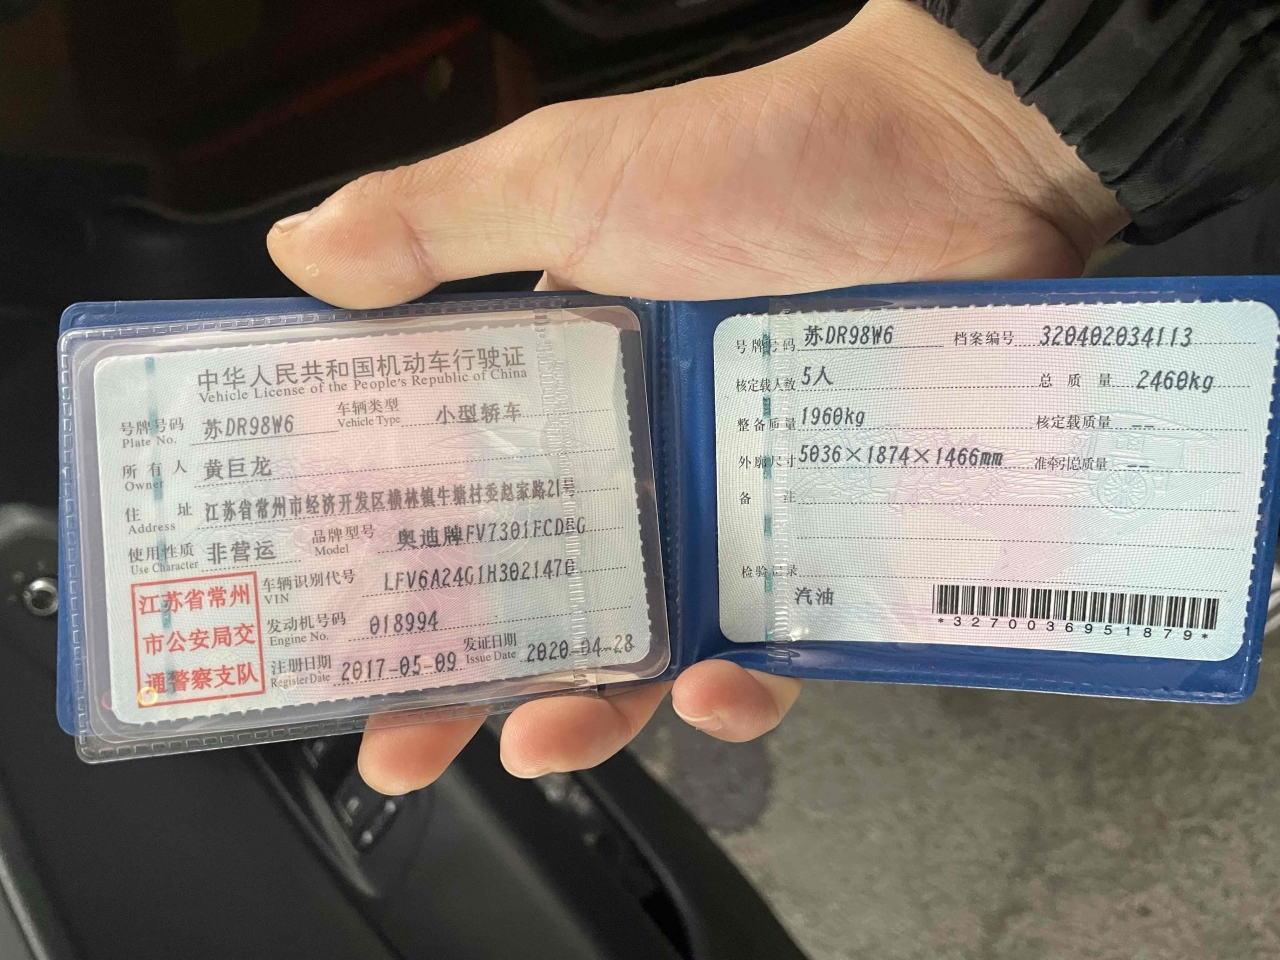 中华人民共和国机动车行驶证
Vehicle License of the People's Republic of China
号牌号码 苏DR98W6 车辆类型 小型轿车
Plate No. Vehicle Type
所有人 黄巨龙
Owner
住址 江苏省常州市经济开发区横林镇牛塘村委赵家路21号
Address
使用性质 非营运 品牌型号 奥迪牌FV7301FCDBG
Use Character Model
江苏省常州
市公安局交
通警察支队
车辆识别代号 LFV6A24G1H3021470
VIN
发动机号码 018994
Engine No.
注册日期 2017-05-09 发证日期 2020-04-28
Register Date Issue Date
号牌号码 苏DR98W6 档案编号 320402034113
核定载人数 5人 总质量 2460kg
整备质量 1960kg 核定载质量 --
外廓尺寸 5036×1874×1466mm 准牵引总质量 --
备注
检验记录
汽油
*3270036951879*